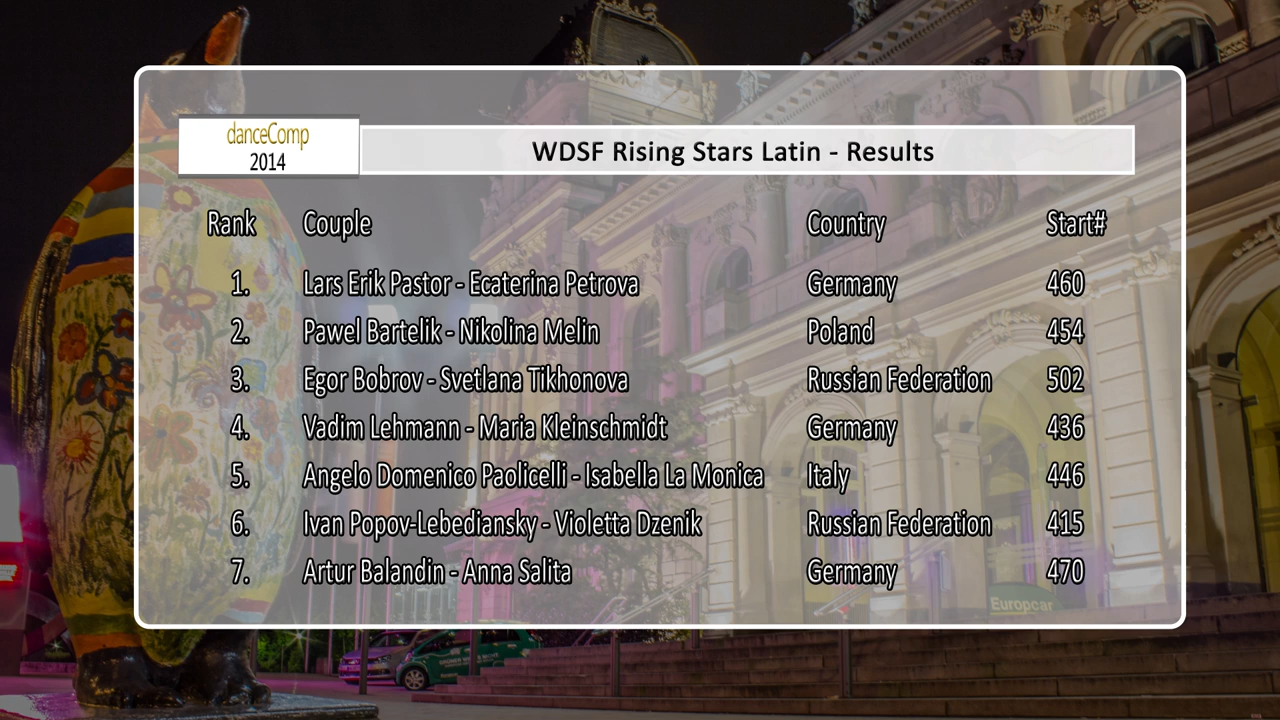 danceComp
2014
WDSF Rising Stars Latin - Results
Rank Couple Country Start#
1. Lars Erik Pastor - Ecaterina Petrova Germany 460
2. Pawel Bartelik - Nikolina Melin Poland 454
3. Egor Bobrov - Svetlana Tikhonova Russian Federation 502
4. Vadim Lehmann - Maria Kleinschmidt Germany 436
5. Angelo Domenico Paolicelli - Isabella La Monica Italy 446
6. Ivan Popov-Lebediansky - Violetta Dzenik Russian Federation 415
7. Artur Balandin - Anna Salita Germany 470
Europcar